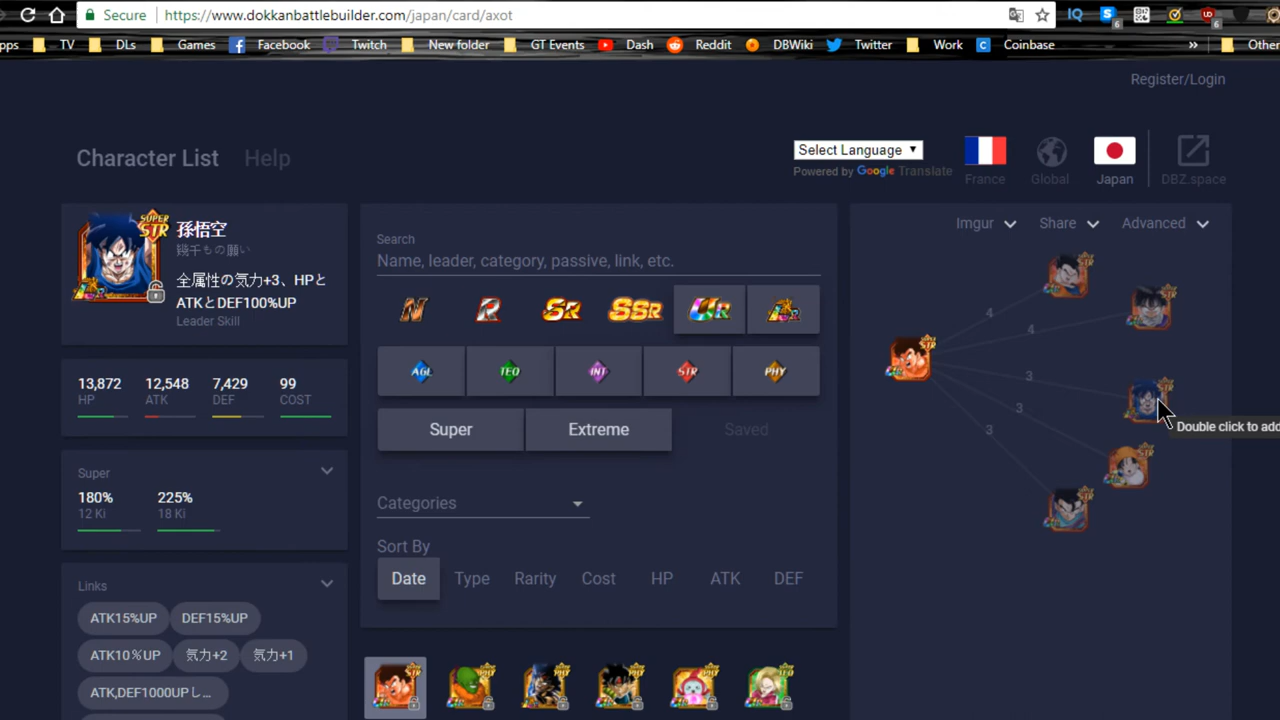 Secure https://www.dokkanbattlebuilder.com/japan/card/axot
pps TV DLs Games Facebook Twitch New folder GT Events Dash Reddit DBWiki Twitter Work Coinbase » Other
Register/Login
Character List Help
Select Language ▼
Powered by Google Translate
France Global Japan DBZ.space
SUPER STR
孫悟空
幾千もの願い
全属性の気力+3、HPと
ATKとDEF100%UP
Leader Skill
13,872 12,548 7,429 99
HP ATK DEF COST
Super
180% 225%
12 Ki 18 Ki
Links
ATK15%UP DEF15%UP
ATK10%UP 気力+2 気力+1
ATK,DEF1000UPし...
Search
Name, leader, category, passive, link, etc.
N R SR SSR UR LR
AGL TEQ INT STR PHY
Super Extreme Saved
Categories
Sort By
Date Type Rarity Cost HP ATK DEF
Imgur Share Advanced
4
4
3
3
3
Double click to add